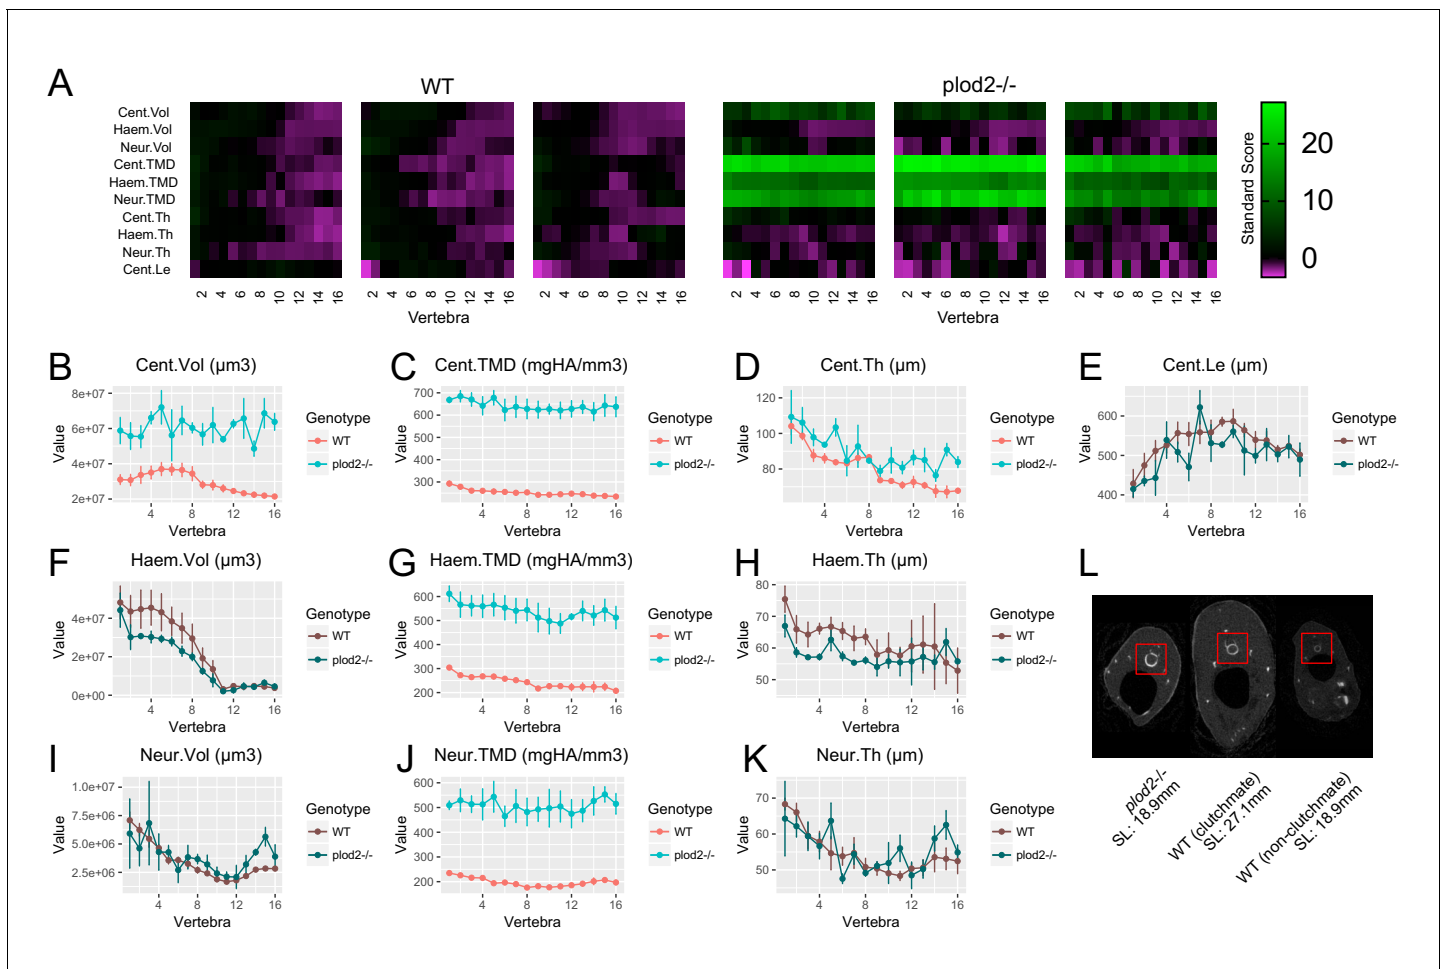 A
WT
plod2-/-
Cent.Vol
Haem.Vol
Neur.Vol
Cent.TMD
Haem.TMD
Neur.TMD
Cent.Th
Haem.Th
Neur.Th
Cent.Le
2 4 6 8 10 12 14 16
2 4 6 8 10 12 14 16
2 4 6 8 10 12 14 16
2 4 6 8 10 12 14 16
2 4 6 8 10 12 14 16
2 4 6 8 10 12 14 16
Vertebra
Vertebra
Standard Score
20
10
0
B
Cent.Vol (µm3)
Value
8e+07
6e+07
4e+07
2e+07
4 8 12 16
Vertebra
Genotype
WT
plod2-/-
C
Cent.TMD (mgHA/mm3)
Value
700
600
500
400
300
4 8 12 16
Vertebra
Genotype
WT
plod2-/-
D
Cent.Th (µm)
Value
120
100
80
4 8 12 16
Vertebra
Genotype
WT
plod2-/-
E
Cent.Le (µm)
Value
600
500
400
4 8 12 16
Vertebra
Genotype
WT
plod2-/-
F
Haem.Vol (µm3)
Value
4e+07
2e+07
0e+00
4 8 12 16
Vertebra
Genotype
WT
plod2-/-
G
Haem.TMD (mgHA/mm3)
Value
600
500
400
300
200
4 8 12 16
Vertebra
Genotype
WT
plod2-/-
H
Haem.Th (µm)
Value
80
70
60
50
4 8 12 16
Vertebra
Genotype
WT
plod2-/-
L
plod2-/-
SL: 18.9mm
WT (clutchmate)
SL: 27.1mm
WT (non-clutchmate)
SL: 18.9mm
I
Neur.Vol (µm3)
Value
1.0e+07
7.5e+06
5.0e+06
2.5e+06
4 8 12 16
Vertebra
Genotype
WT
plod2-/-
J
Neur.TMD (mgHA/mm3)
Value
600
500
400
300
200
4 8 12 16
Vertebra
Genotype
WT
plod2-/-
K
Neur.Th (µm)
Value
70
60
50
4 8 12 16
Vertebra
Genotype
WT
plod2-/-